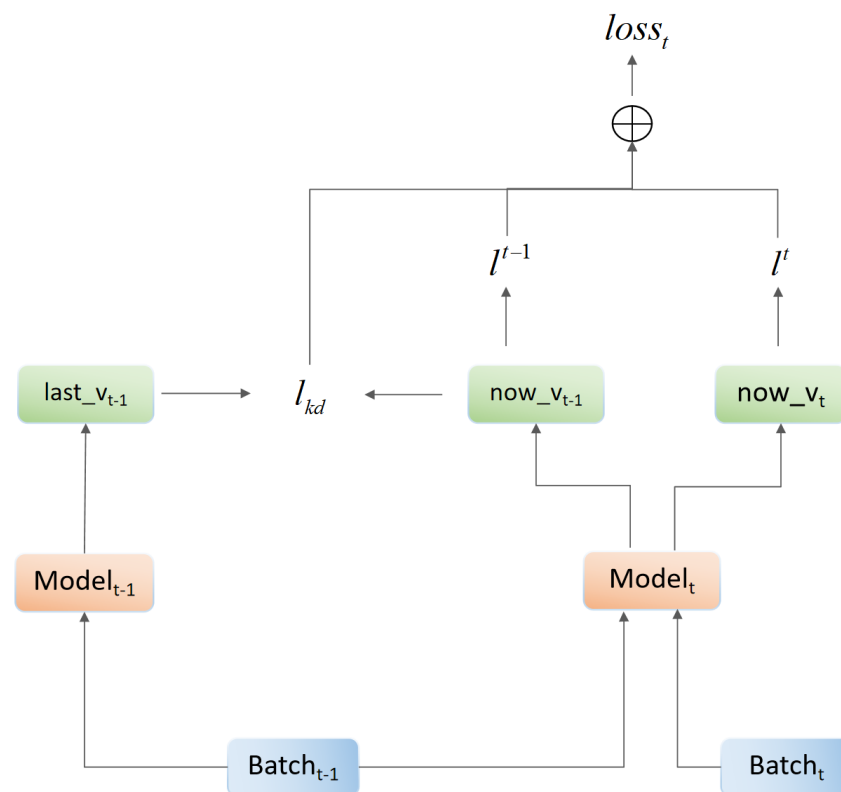 loss_t
l^{t-1}
l^t
last_v_{t-1}
l_{kd}
now_v_{t-1}
now_v_t
Model_{t-1}
Model_t
Batch_{t-1}
Batch_t